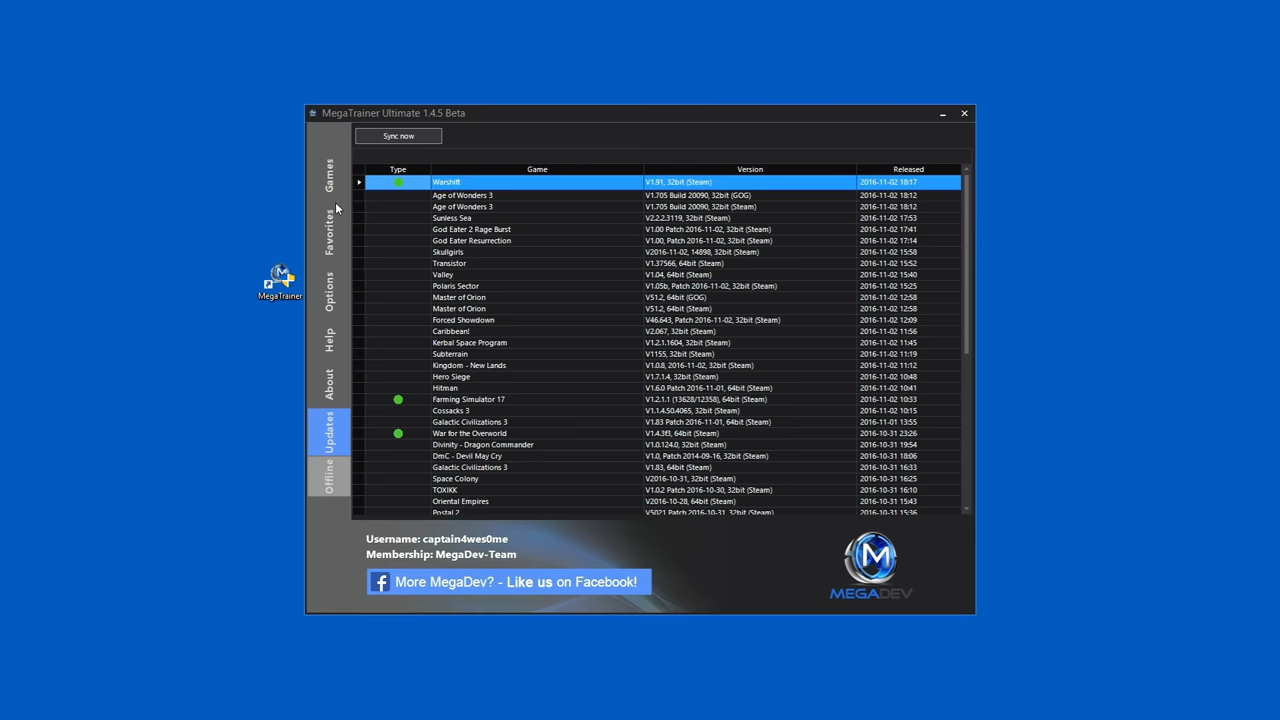 MegaTrainer Ultimate 1.4.5 Beta
Sync now
Games
Favorites
Options
Help
About
Updates
Offline
MegaTrainer
Type Game Version Released
Warshift V1.91, 32bit (Steam) 2016-11-02 18:17
Age of Wonders 3 V1.705 Build 20090, 32bit (GOG) 2016-11-02 18:12
Age of Wonders 3 V1.705 Build 20090, 32bit (Steam) 2016-11-02 18:12
Sunless Sea V2.2.2.3119, 32bit (Steam) 2016-11-02 17:53
God Eater 2 Rage Burst V1.00 Patch 2016-11-02, 32bit (Steam) 2016-11-02 17:41
God Eater Resurrection V1.00, Patch 2016-11-02, 32bit (Steam) 2016-11-02 17:14
Skullgirls V2016-11-02, 14898, 32bit (Steam) 2016-11-02 15:58
Transistor V1.37566, 64bit (Steam) 2016-11-02 15:52
Valley V1.04, 64bit (Steam) 2016-11-02 15:40
Polaris Sector V1.05b, Patch 2016-11-02, 32bit (Steam) 2016-11-02 15:25
Master of Orion V51.2, 64bit (GOG) 2016-11-02 12:58
Master of Orion V51.2, 64bit (Steam) 2016-11-02 12:58
Forced Showdown V46.643, Patch 2016-11-02, 32bit (Steam) 2016-11-02 12:09
Caribbean! V2.067, 32bit (Steam) 2016-11-02 11:56
Kerbal Space Program V1.2.1.1604, 32bit (Steam) 2016-11-02 11:45
Subterrain V1155, 32bit (Steam) 2016-11-02 11:19
Kingdom - New Lands V1.0.8, 2016-11-02, 32bit (Steam) 2016-11-02 11:12
Hero Siege V1.7.1.4, 32bit (Steam) 2016-11-02 10:48
Hitman V1.6.0 Patch 2016-11-01, 64bit (Steam) 2016-11-02 10:41
Farming Simulator 17 V1.2.1.1 (13628/12358), 64bit (Steam) 2016-11-02 10:33
Cossacks 3 V1.1.4.50.4065, 32bit (Steam) 2016-11-02 10:15
Galactic Civilizations 3 V1.83 Patch 2016-11-01, 64bit (Steam) 2016-11-01 13:55
War for the Overworld V1.4.3f3, 64bit (Steam) 2016-10-31 23:26
Divinity - Dragon Commander V1.0.124.0, 32bit (Steam) 2016-10-31 19:54
DmC - Devil May Cry V1.0, Patch 2014-09-16, 32bit (Steam) 2016-10-31 18:06
Galactic Civilizations 3 V1.83, 64bit (Steam) 2016-10-31 16:33
Space Colony V2016-10-31, 32bit (Steam) 2016-10-31 16:25
TOXIKK V1.0.2 Patch 2016-10-30, 32bit (Steam) 2016-10-31 16:10
Oriental Empires V2016-10-28, 64bit (Steam) 2016-10-31 15:43
Postal 2 V5021 Patch 2016-10-31, 32bit (Steam) 2016-10-31 15:36
Username: captain4wes0me
Membership: MegaDev-Team
More MegaDev? - Like us on Facebook!
MEGADEV